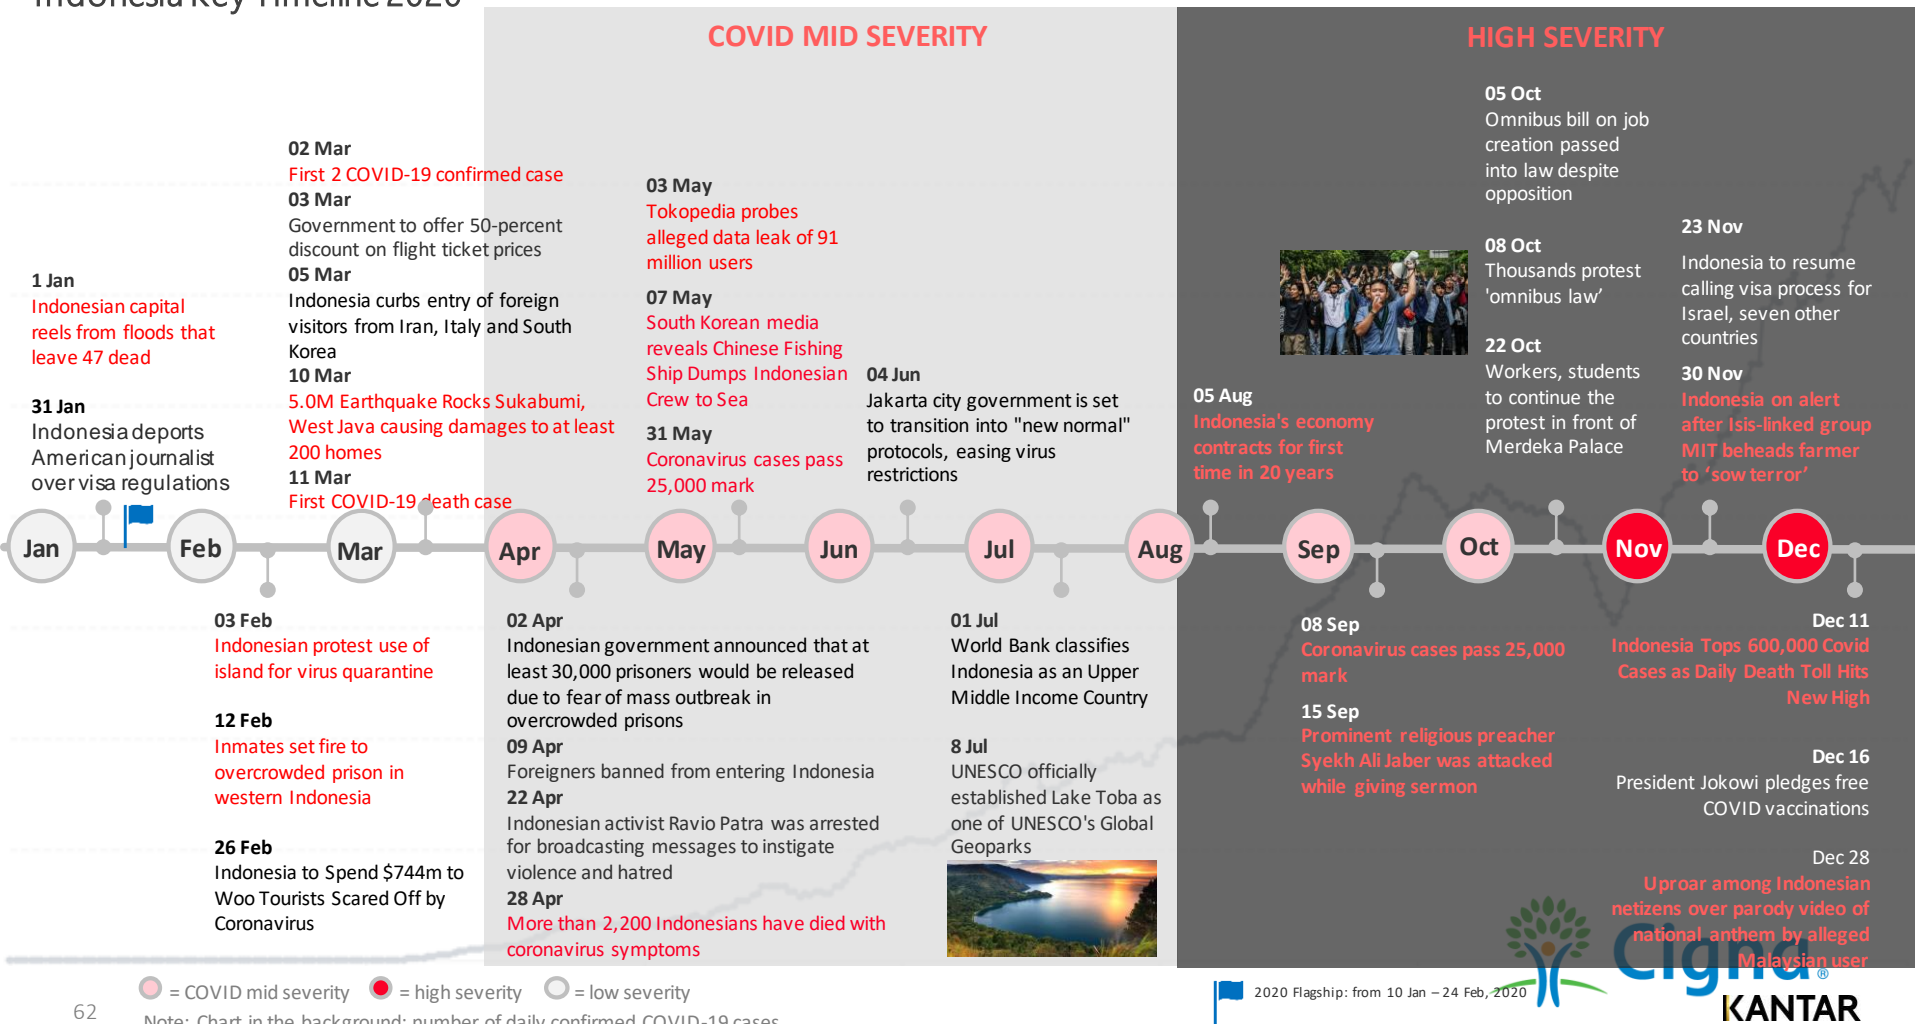 Indonesia Key Timeline 2020
COVID MID SEVERITY
HIGH SEVERITY
1 Jan
Indonesian capital
reels from floods that
leave 47 dead
31 Jan
Indonesia deports
American journalist
over visa regulations
02 Mar
First 2 COVID-19 confirmed case
03 Mar
Government to offer 50-percent
discount on flight ticket prices
05 Mar
Indonesia curbs entry of foreign
visitors from Iran, Italy and South
Korea
10 Mar
5.0M Earthquake Rocks Sukabumi,
West Java causing damages to at least
200 homes
11 Mar
First COVID-19 death case
03 May
Tokopedia probes
alleged data leak of 91
million users
07 May
South Korean media
reveals Chinese Fishing
Ship Dumps Indonesian
Crew to Sea
31 May
Coronavirus cases pass
25,000 mark
04 Jun
Jakarta city government is set
to transition into "new normal"
protocols, easing virus
restrictions
05 Aug
Indonesia's economy
contracts for first
time in 20 years
05 Oct
Omnibus bill on job
creation passed
into law despite
opposition
08 Oct
Thousands protest
'omnibus law’
22 Oct
Workers, students
to continue the
protest in front of
Merdeka Palace
23 Nov
Indonesia to resume
calling visa process for
Israel, seven other
countries
30 Nov
Indonesia on alert
after Isis-linked group
MIT beheads farmer
to ‘sow terror’
Jan
Feb
Mar
Apr
May
Jun
Jul
Aug
Sep
Oct
Nov
Dec
03 Feb
Indonesian protest use of
island for virus quarantine
12 Feb
Inmates set fire to
overcrowded prison in
western Indonesia
26 Feb
Indonesia to Spend $744m to
Woo Tourists Scared Off by
Coronavirus
02 Apr
Indonesian government announced that at
least 30,000 prisoners would be released
due to fear of mass outbreak in
overcrowded prisons
09 Apr
Foreigners banned from entering Indonesia
22 Apr
Indonesian activist Ravio Patra was arrested
for broadcasting messages to instigate
violence and hatred
28 Apr
More than 2,200 Indonesians have died with
coronavirus symptoms
01 Jul
World Bank classifies
Indonesia as an Upper
Middle Income Country
8 Jul
UNESCO officially
established Lake Toba as
one of UNESCO's Global
Geoparks
08 Sep
Coronavirus cases pass 25,000
mark
15 Sep
Prominent religious preacher
Syekh Ali Jaber was attacked
while giving sermon
Dec 11
Indonesia Tops 600,000 Covid
Cases as Daily Death Toll Hits
New High
Dec 16
President Jokowi pledges free
COVID vaccinations
Dec 28
Uproar among Indonesian
netizens over parody video of
national anthem by alleged
Malaysian user
= COVID mid severity = high severity = low severity
2020 Flagship: from 10 Jan – 24 Feb, 2020
Cigna®
KANTAR
62
Note: Chart in the background: number of daily confirmed COVID-19 cases